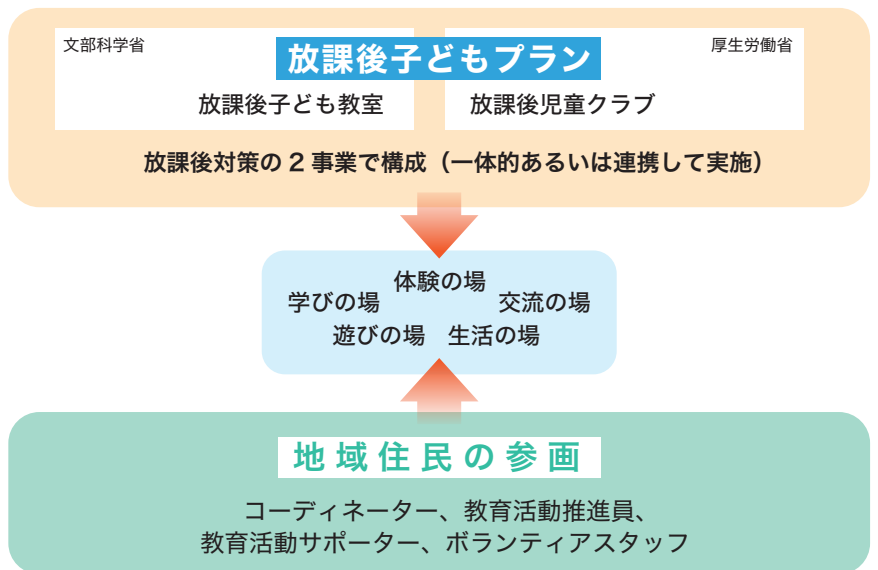 文部科学省
放課後子どもプラン
厚生労働省
放課後子ども教室
放課後児童クラブ
放課後対策の2事業で構成（一体的あるいは連携して実施）
体験の場
学びの場
交流の場
遊びの場
生活の場
地域住民の参画
コーディネーター、教育活動推進員、
教育活動サポーター、ボランティアスタッフ